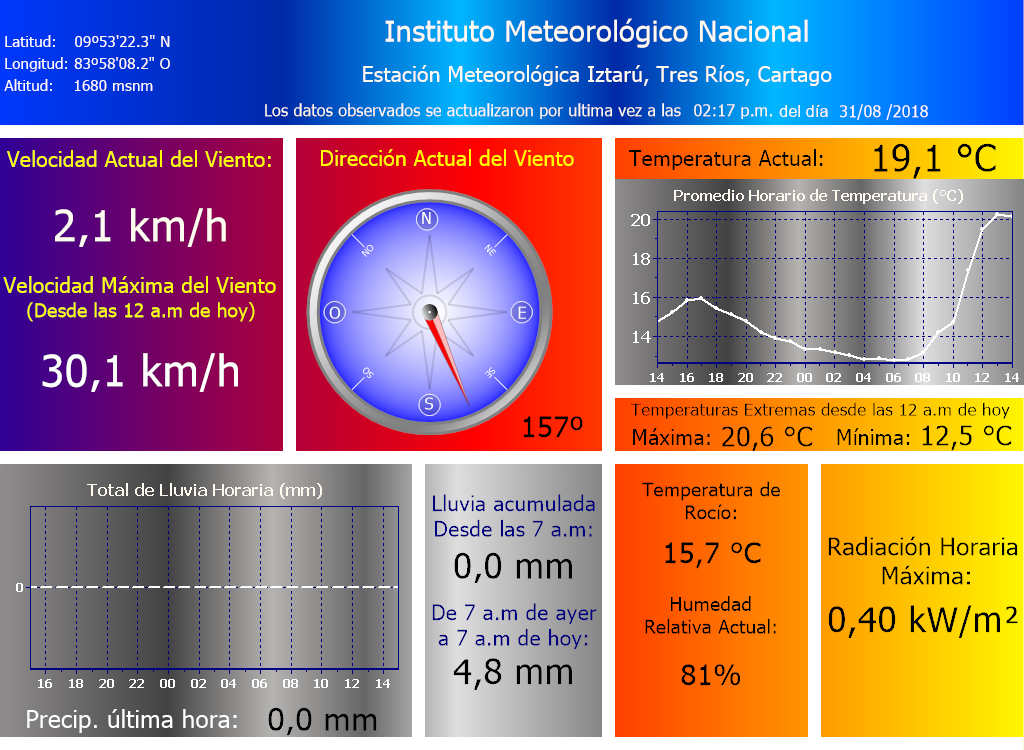 Instituto Meteorológico Nacional
Latitud: 09º53'22.3" N
Longitud: 83º58'08.2" O
Altitud: 1680 msnm
Estación Meteorológica Iztarú, Tres Ríos, Cartago
Los datos observados se actualizaron por ultima vez a las 02:17 p.m. del día 31/08 /2018
Velocidad Actual del Viento:
2,1 km/h
Velocidad Máxima del Viento
(Desde las 12 a.m de hoy)
30,1 km/h
Dirección Actual del Viento
N
NO
NE
O
E
SO
SE
S
157º
Temperatura Actual: 19,1 °C
Promedio Horario de Temperatura (°C)
20
18
16
14
14 16 18 20 22 00 02 04 06 08 10 12 14
Temperaturas Extremas desde las 12 a.m de hoy
Máxima: 20,6 °C Mínima: 12,5 °C
Total de Lluvia Horaria (mm)
0
16 18 20 22 00 02 04 06 08 10 12 14
Precip. última hora: 0,0 mm
Lluvia acumulada
Desde las 7 a.m:
0,0 mm
De 7 a.m de ayer
a 7 a.m de hoy:
4,8 mm
Temperatura de
Rocío:
15,7 °C
Humedad
Relativa Actual:
81%
Radiación Horaria
Máxima:
0,40 kW/m²